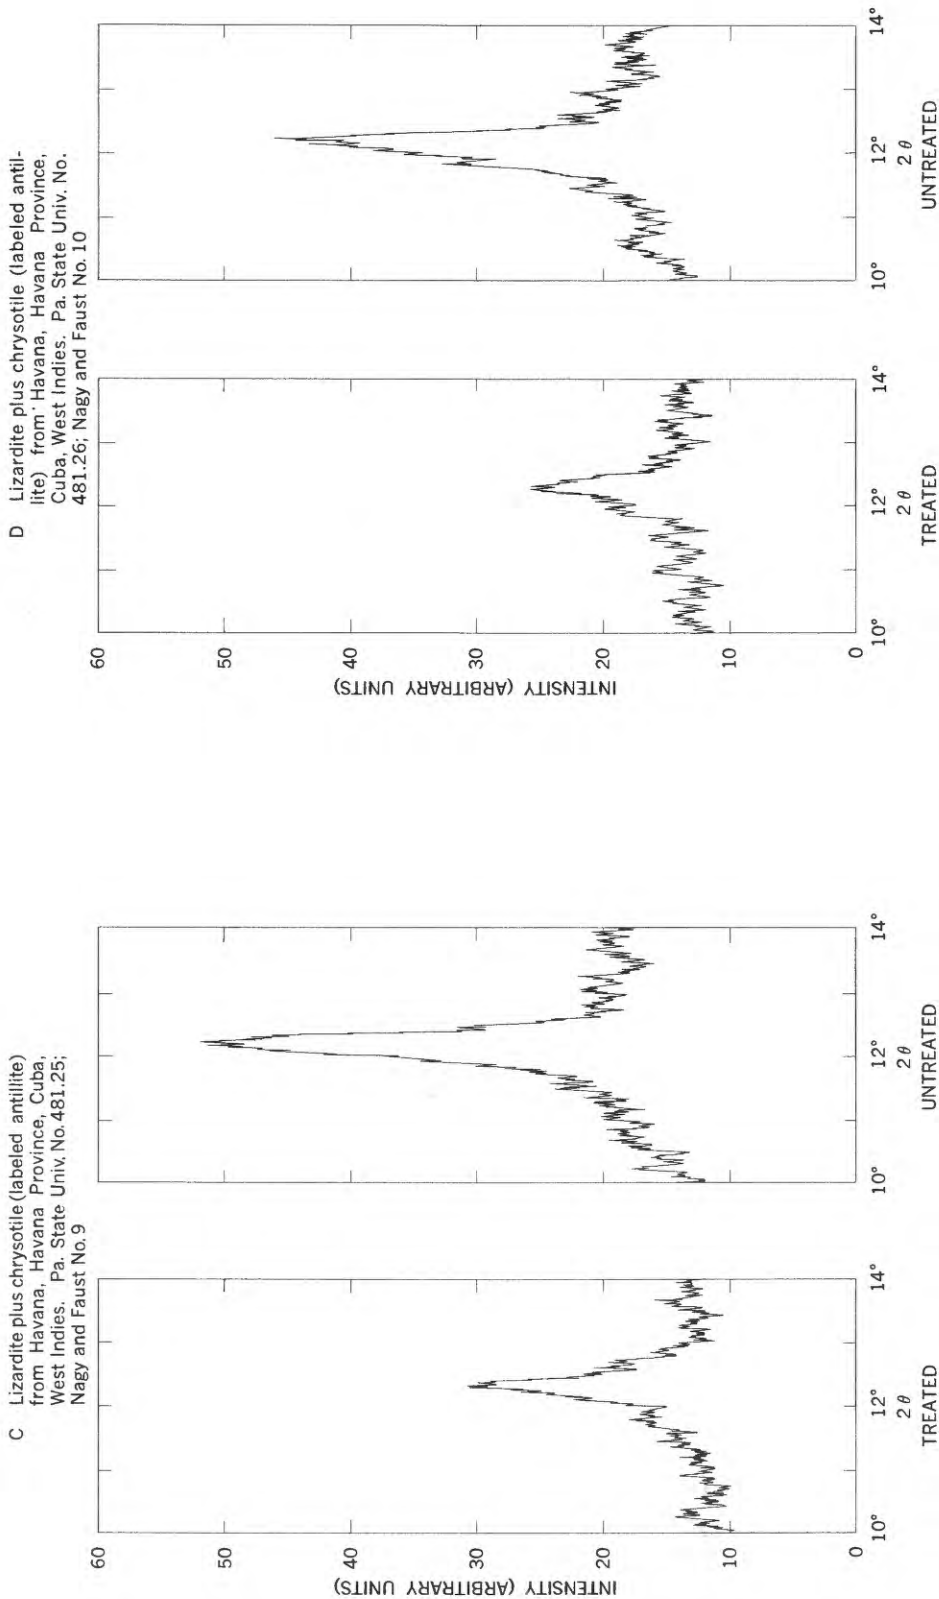 C Lizardite plus chrysotile (labeled antillite)
from Havana, Havana Province, Cuba,
West Indies. Pa. State Univ. No. 481.25;
Nagy and Faust No. 9
INTENSITY (ARBITRARY UNITS)
60
50
40
30
20
10
0
10°
12°
14°
2 θ
TREATED
10°
12°
14°
2 θ
UNTREATED
D Lizardite plus chrysotile (labeled antil-
lite) from Havana, Havana Province,
Cuba, West Indies. Pa. State Univ. No.
481.26; Nagy and Faust No. 10
INTENSITY (ARBITRARY UNITS)
60
50
40
30
20
10
0
10°
12°
14°
2 θ
TREATED
10°
12°
14°
2 θ
UNTREATED